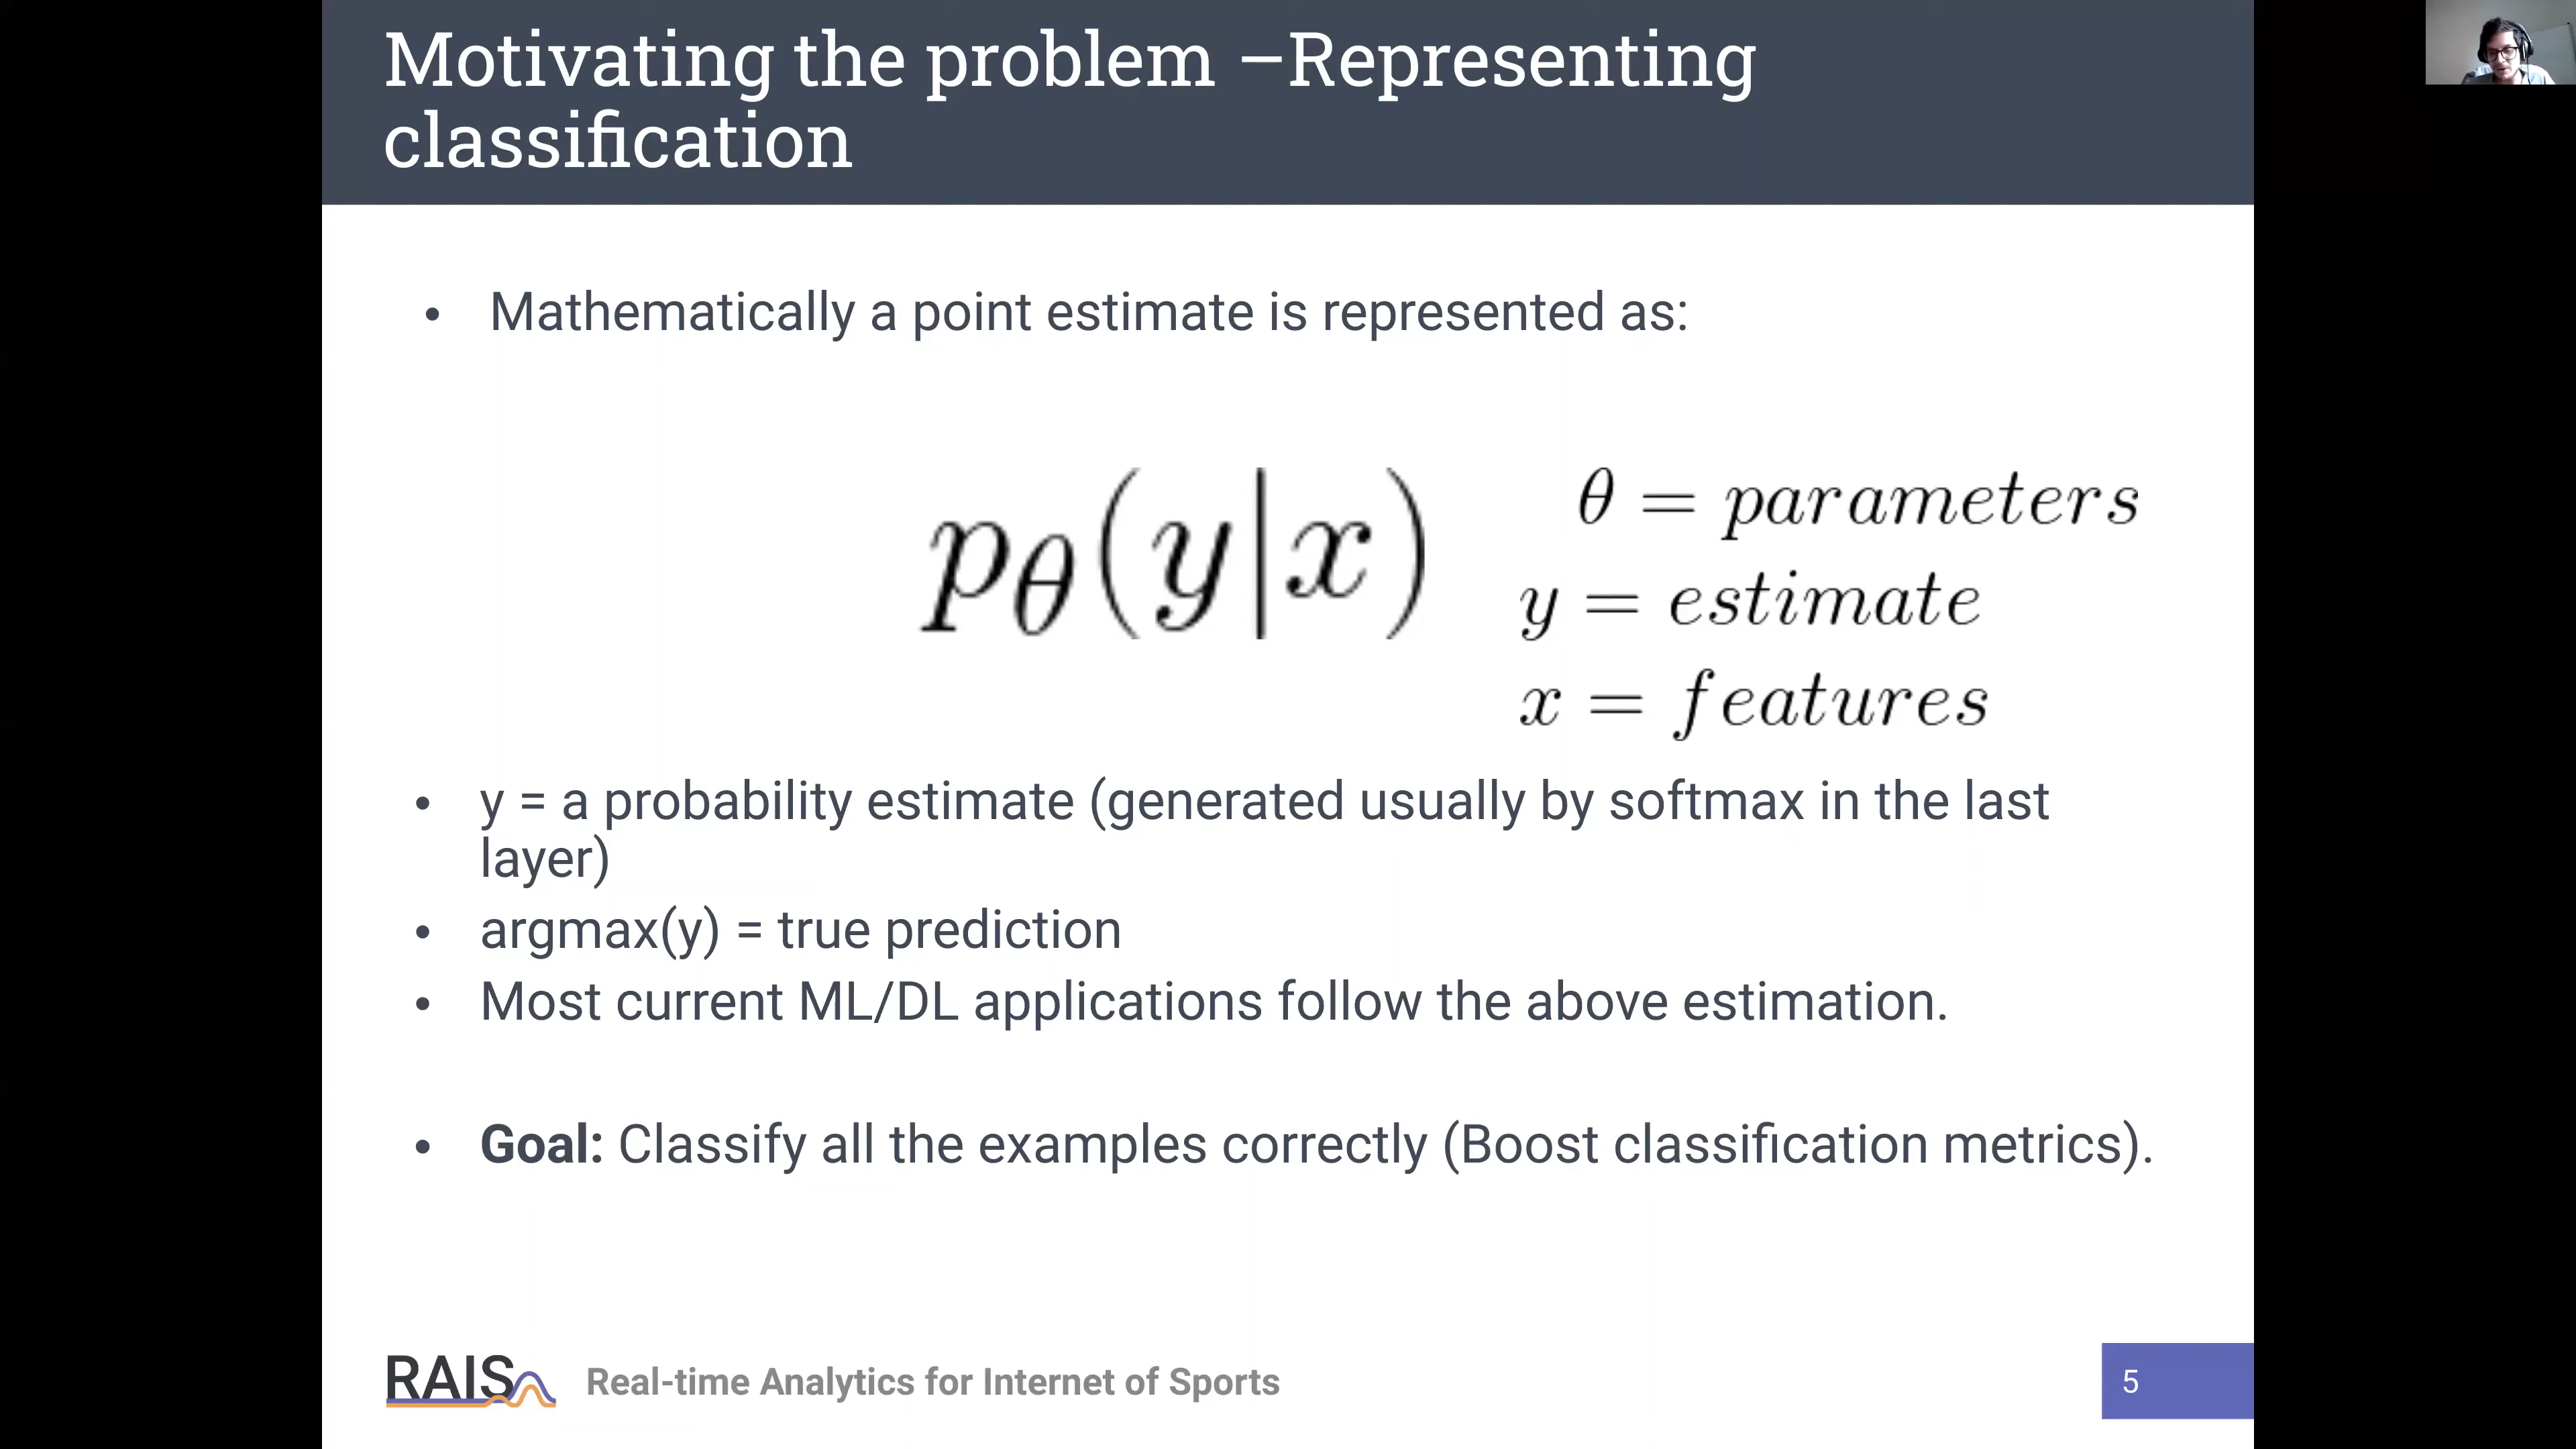 Motivating the problem –Representing
classification
• Mathematically a point estimate is represented as:
p_θ(y|x)
θ = parameters
y = estimate
x = features
• y = a probability estimate (generated usually by softmax in the last
layer)
• argmax(y) = true prediction
• Most current ML/DL applications follow the above estimation.
• Goal: Classify all the examples correctly (Boost classification metrics).
RAIS
Real-time Analytics for Internet of Sports
5